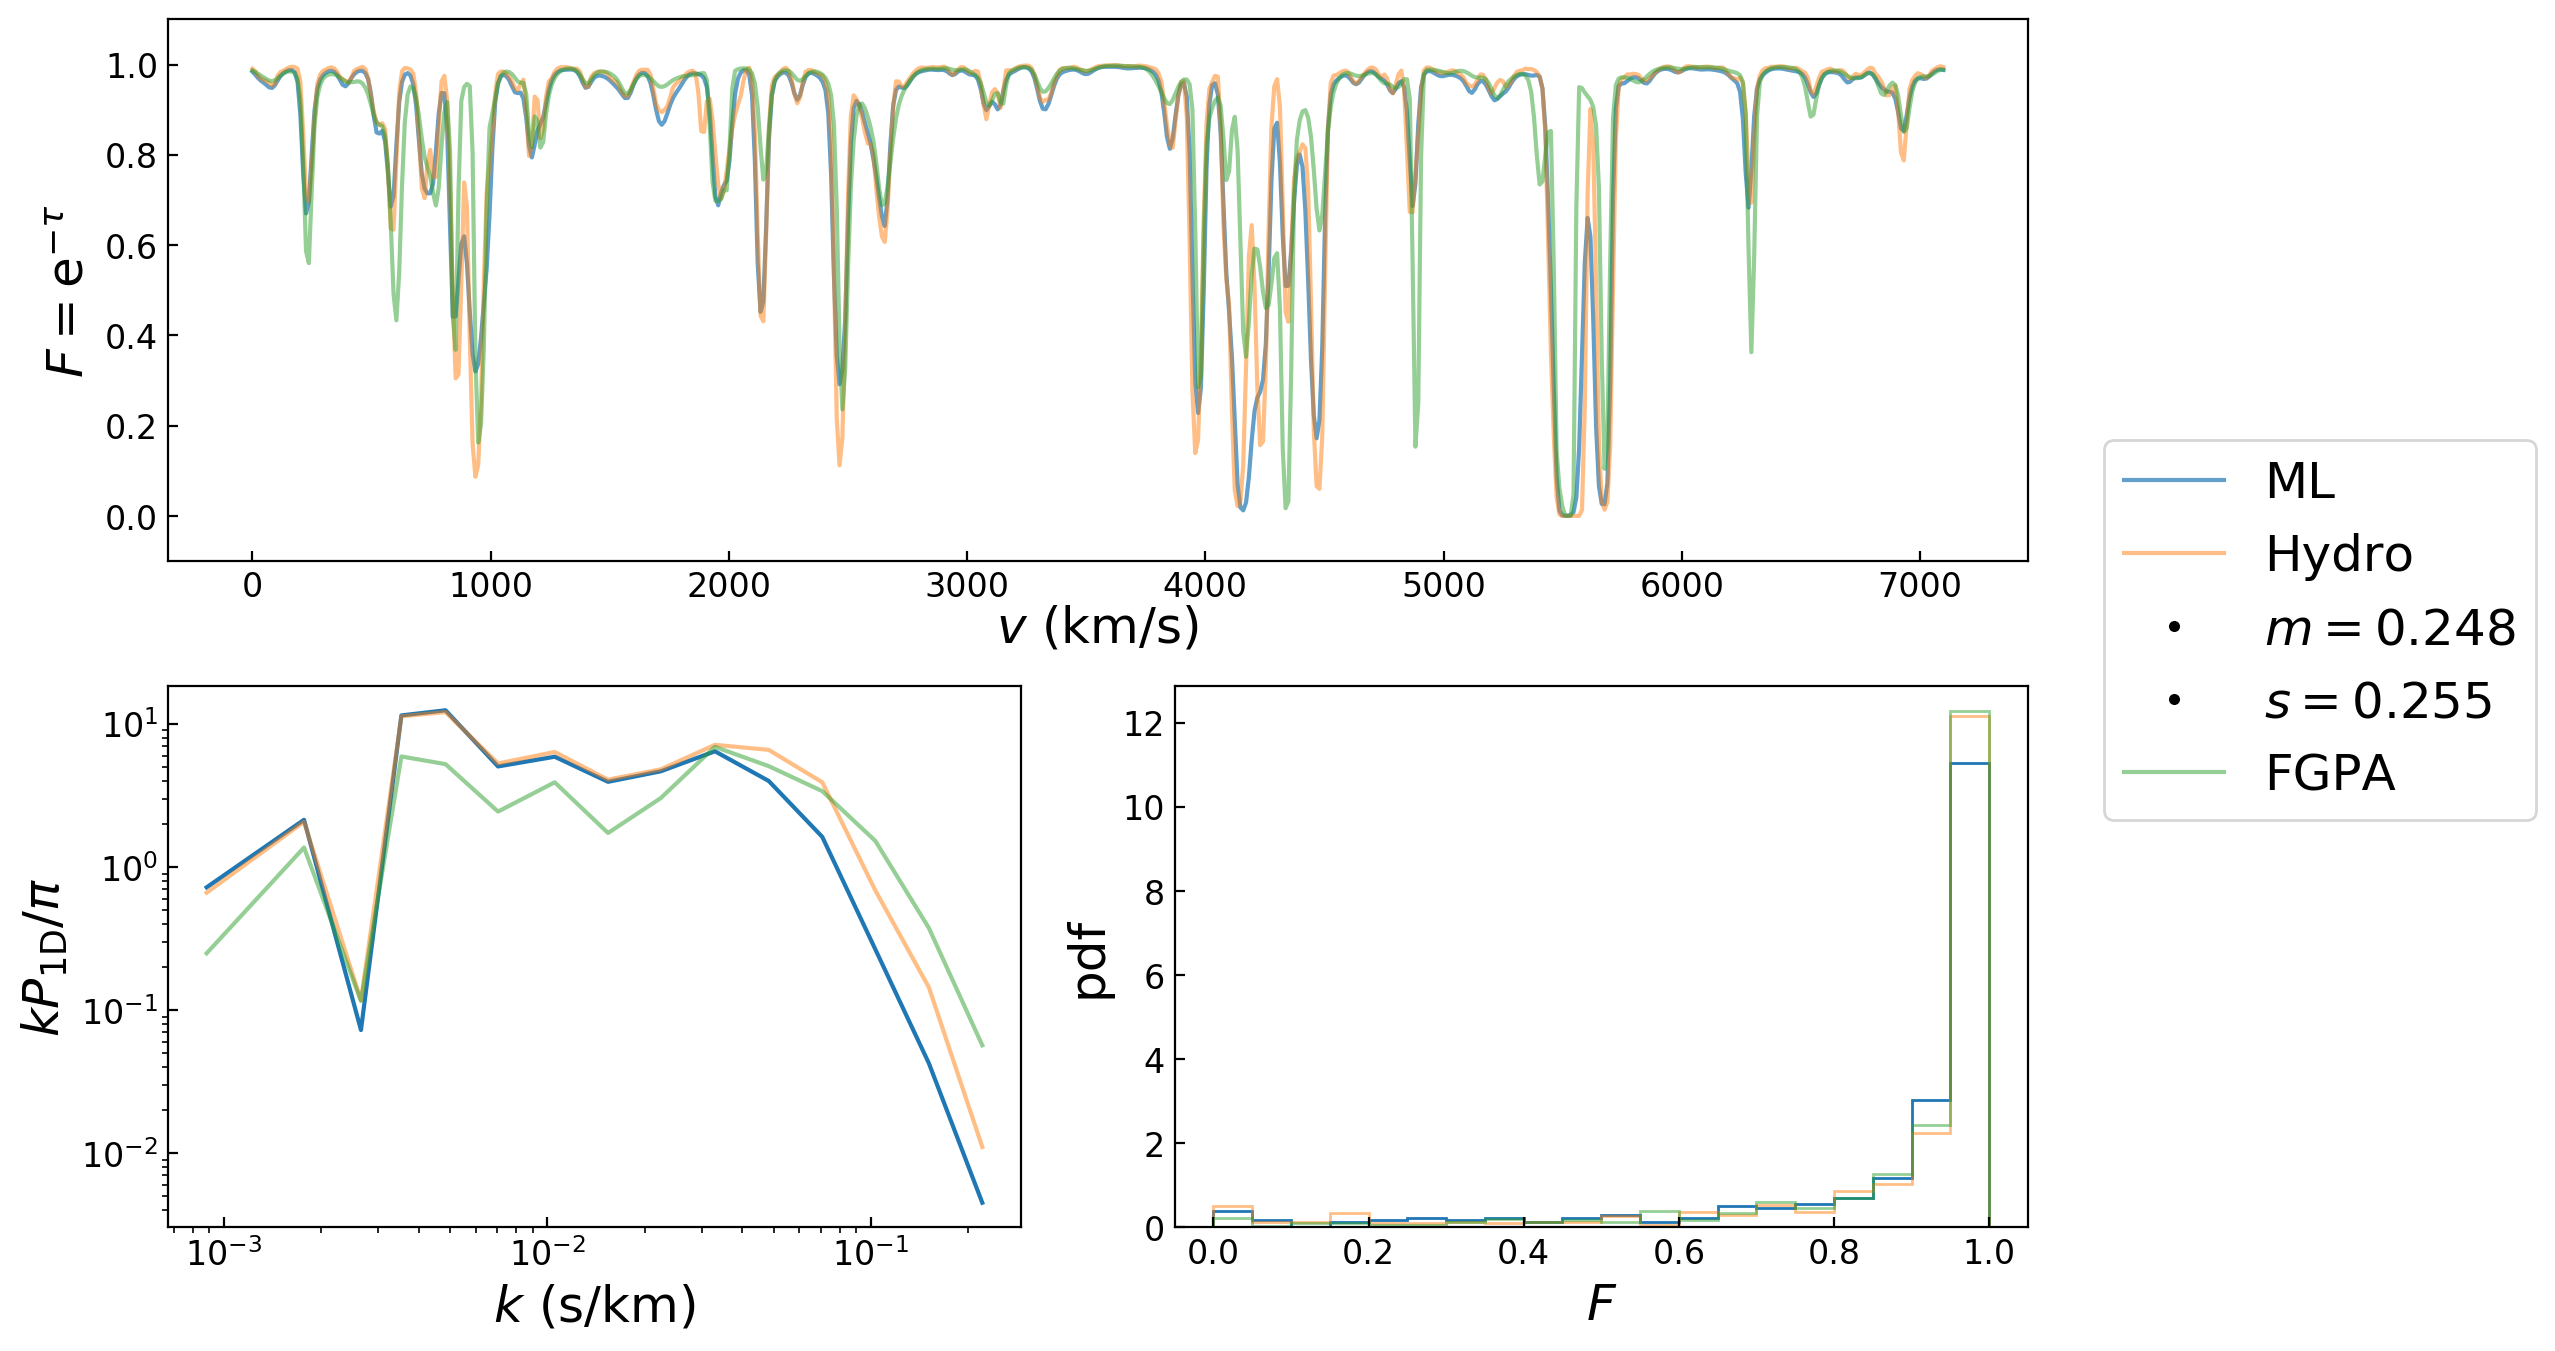 F = e^{−τ}
1.0
0.8
0.6
0.4
0.2
0.0
0 1000 2000 3000 4000 5000 6000 7000
v (km/s)
ML
Hydro
m = 0.248
s = 0.255
FGPA
kP_{1D}/π
10^1
10^0
10^{−1}
10^{−2}
10^{−3} 10^{−2} 10^{−1}
k (s/km)
pdf
12
10
8
6
4
2
0
0.0 0.2 0.4 0.6 0.8 1.0
F